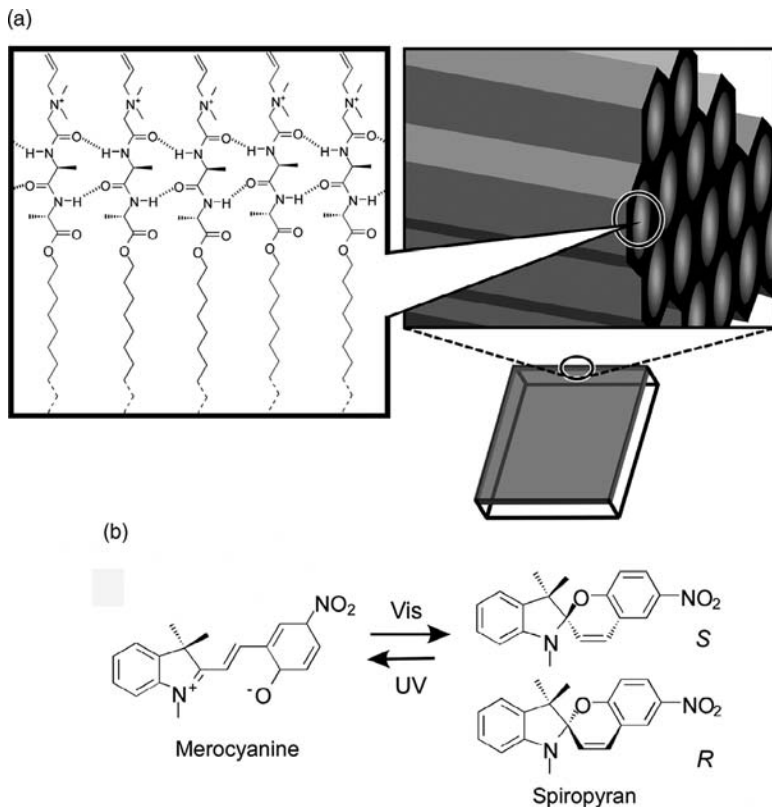 (a)
N⁺ N⁺ N⁺ N⁺ N⁺
O O O O O
H N H N H N H N H N
O O O O O
N H N H N H N H N H
O O O O O
O O O O O
(b)
NO₂
N⁺
⁻O
Merocyanine
Vis
UV
O
N
NO₂
S
O
N
NO₂
R
Spiropyran